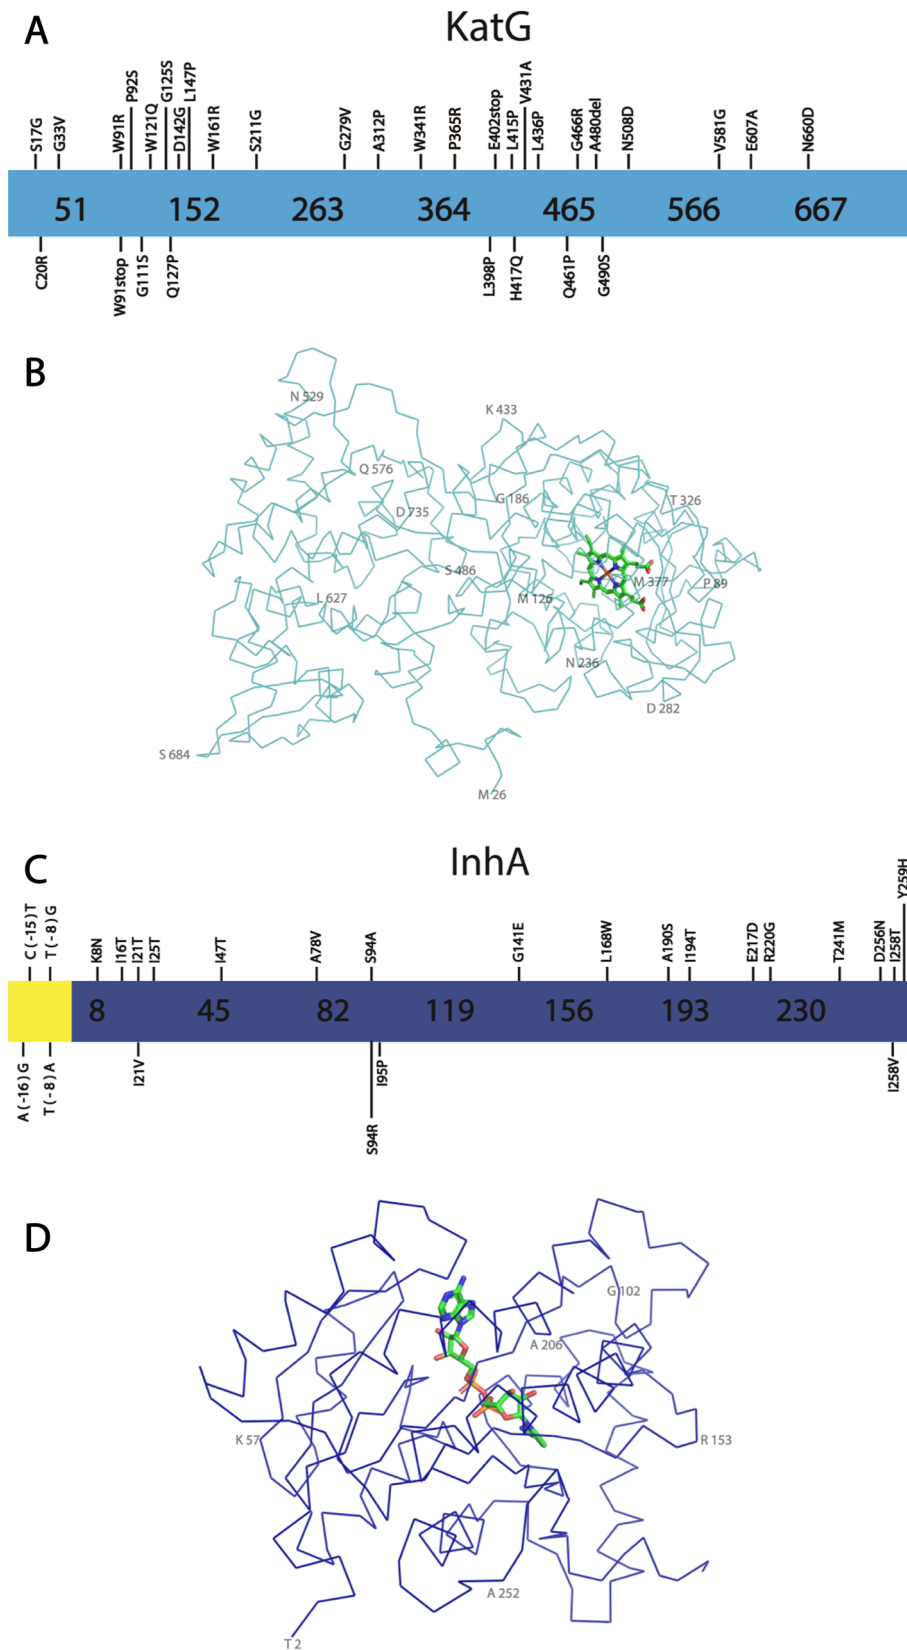 A
KatG
S17G
G33V
W91R
P92S
W121Q
G125S
D142G
L147P
W161R
S211G
G279V
A312P
W341R
P365R
E402stop
L415P
V431A
L436P
G466R
A480del
N508D
V581G
E607A
N660D
51 152 263 364 465 566 667
C20R
W91stop
G111S
Q127P
L398P
H417Q
Q461P
G490S
B
N 529
K 433
Q 576
G 186
T 326
D 735
S 486
M 377
P 89
L 627
M 126
N 236
D 282
S 684
M 26
C
InhA
C(-15)T
T(-8)G
K8N
I16T
I21T
I25T
I47T
A78V
S94A
G141E
L168W
A190S
I194T
E217D
R220G
T241M
D256N
I258T
Y259H
8 45 82 119 156 193 230
A(-16)G
T(-8)A
I21V
S94R
I95P
I258V
D
G 102
A 206
K 57
R 153
A 252
T 2